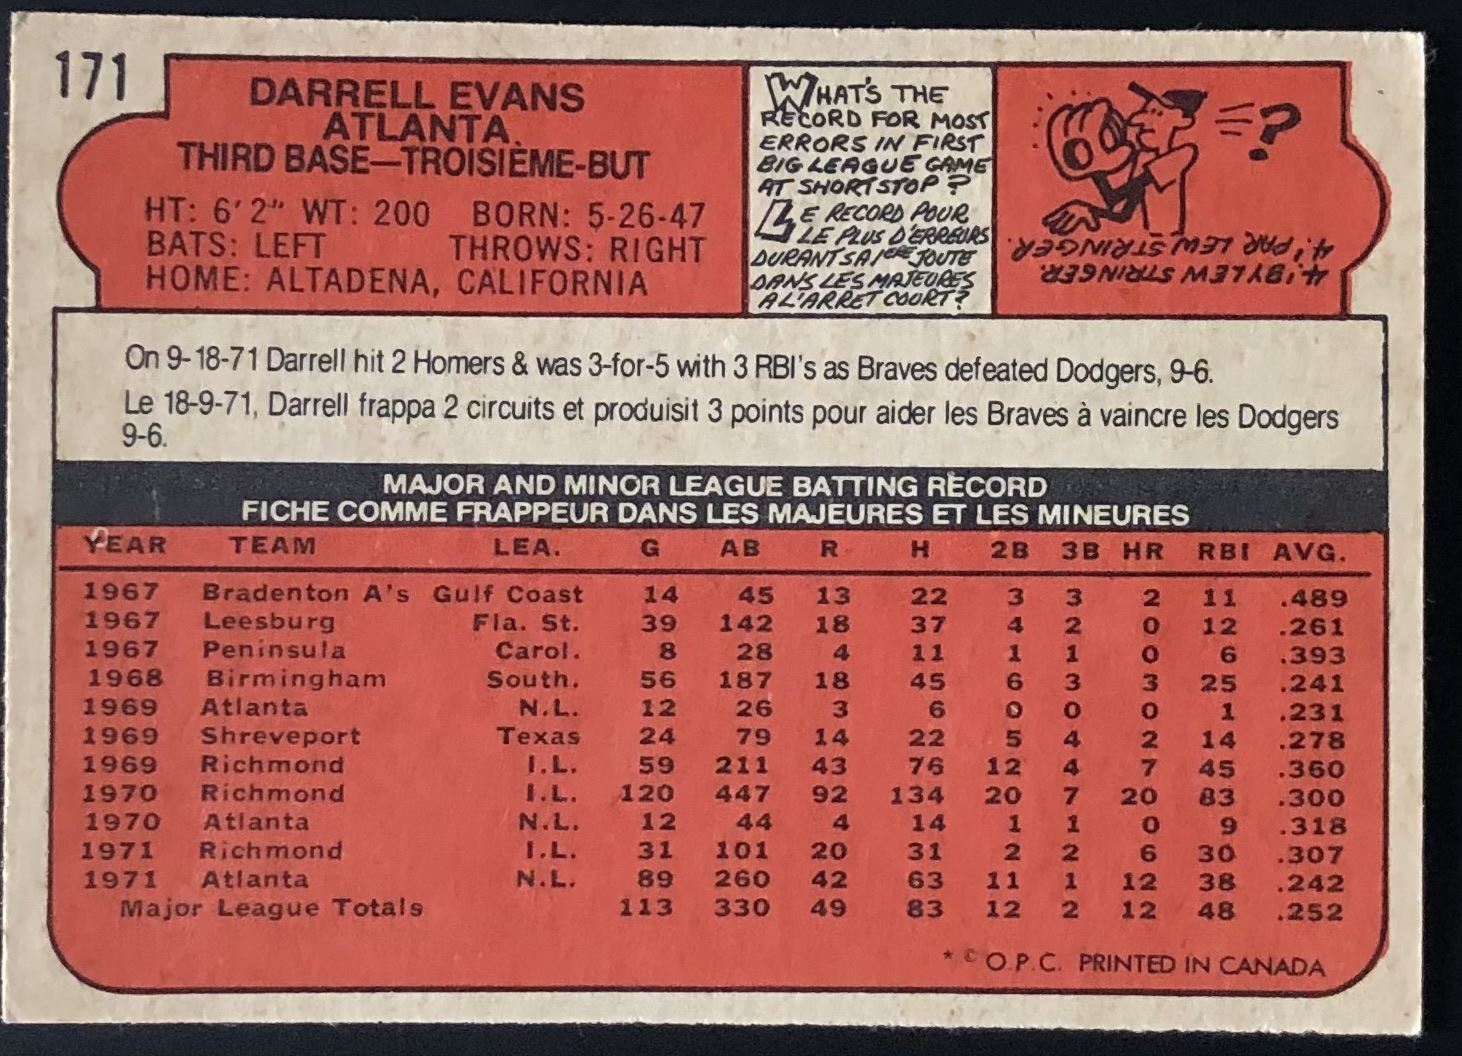 171
DARRELL EVANS
ATLANTA
THIRD BASE—TROISIÈME-BUT
HT: 6'2" WT: 200 BORN: 5-26-47
BATS: LEFT THROWS: RIGHT
HOME: ALTADENA, CALIFORNIA
WHAT'S THE
RECORD FOR MOST
ERRORS IN FIRST
BIG LEAGUE GAME
AT SHORTSTOP?
LE RECORD POUR
LE PLUS D'ERREURS
DURANT SA 1ERE JOUTE
DANS LES MAJEURES
A L'ARRET COURT?
?
4, BY LEW STRINGER.
4, PAR LEW STRINGER.
On 9-18-71 Darrell hit 2 Homers & was 3-for-5 with 3 RBI's as Braves defeated Dodgers, 9-6.
Le 18-9-71, Darrell frappa 2 circuits et produisit 3 points pour aider les Braves à vaincre les Dodgers
9-6.
MAJOR AND MINOR LEAGUE BATTING RECORD
FICHE COMME FRAPPEUR DANS LES MAJEURES ET LES MINEURES
YEAR TEAM LEA. G AB R H 2B 3B HR RBI AVG.
1967 Bradenton A's Gulf Coast 14 45 13 22 3 3 2 11 .489
1967 Leesburg Fla. St. 39 142 18 37 4 2 0 12 .261
1967 Peninsula Carol. 8 28 4 11 1 1 0 6 .393
1968 Birmingham South. 56 187 18 45 6 3 3 25 .241
1969 Atlanta N.L. 12 26 3 6 0 0 0 1 .231
1969 Shreveport Texas 24 79 14 22 5 4 2 14 .278
1969 Richmond I.L. 59 211 43 76 12 4 7 45 .360
1970 Richmond I.L. 120 447 92 134 20 7 20 83 .300
1970 Atlanta N.L. 12 44 4 14 1 1 0 9 .318
1971 Richmond I.L. 31 101 20 31 2 2 6 30 .307
1971 Atlanta N.L. 89 260 42 63 11 1 12 38 .242
Major League Totals 113 330 49 83 12 2 12 48 .252
* © O.P.C. PRINTED IN CANADA